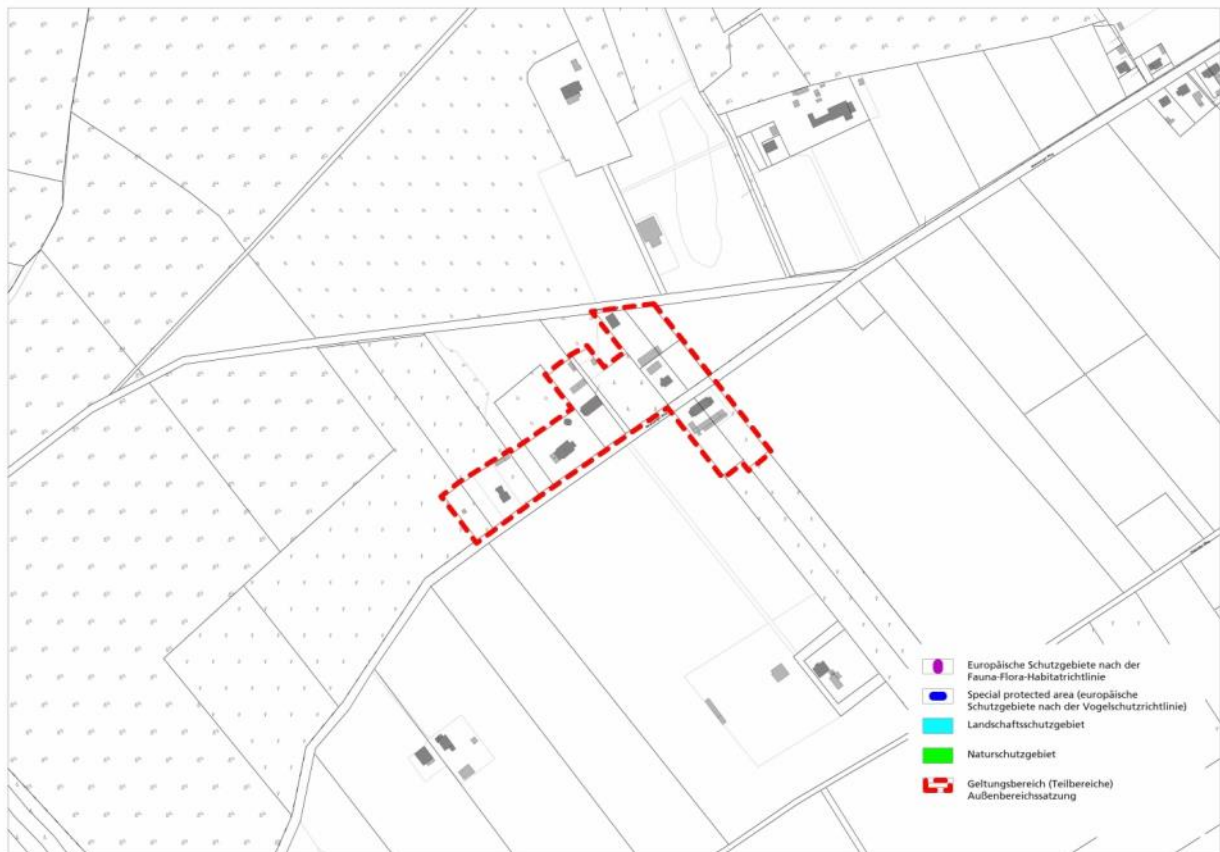 Europäische Schutzgebiete nach der
Fauna-Flora-Habitatrichtlinie
Special protected area (europäische
Schutzgebiete nach der Vogelschutzrichtlinie)
Landschaftsschutzgebiet
Naturschutzgebiet
Geltungsbereich (Teilbereiche)
Außenbereichssatzung